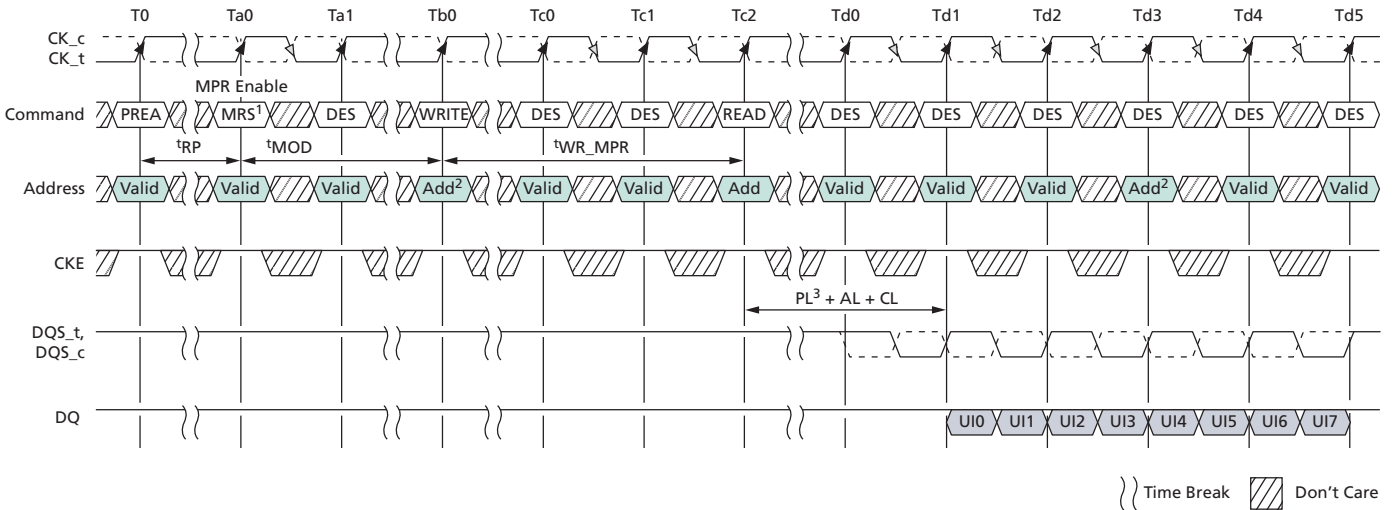 T0 Ta0 Ta1 Tb0 Tc0 Tc1 Tc2 Td0 Td1 Td2 Td3 Td4 Td5
CK_c
CK_t
MPR Enable
Command PREA MRS¹ DES WRITE DES DES READ DES DES DES DES DES DES
tRP tMOD tWR_MPR
Address Valid Valid Valid Add² Valid Valid Add Valid Valid Valid Add² Valid Valid
CKE
PL³ + AL + CL
DQS_t,
DQS_c
DQ UI0 UI1 UI2 UI3 UI4 UI5 UI6 UI7
Time Break Don't Care